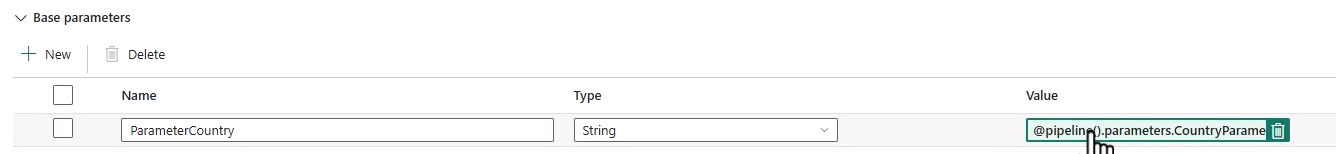 Base parameters
New Delete
Name Type Value
ParameterCountry String @pipeline().parameters.CountryParame